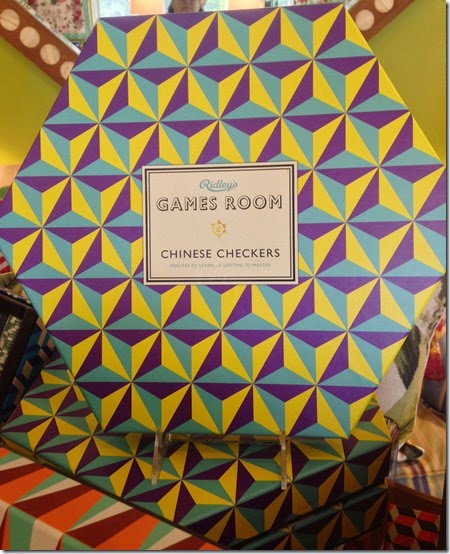 Ridley's
GAMES ROOM
CHINESE CHECKERS
MINUTES TO LEARN • A LIFETIME TO MASTER